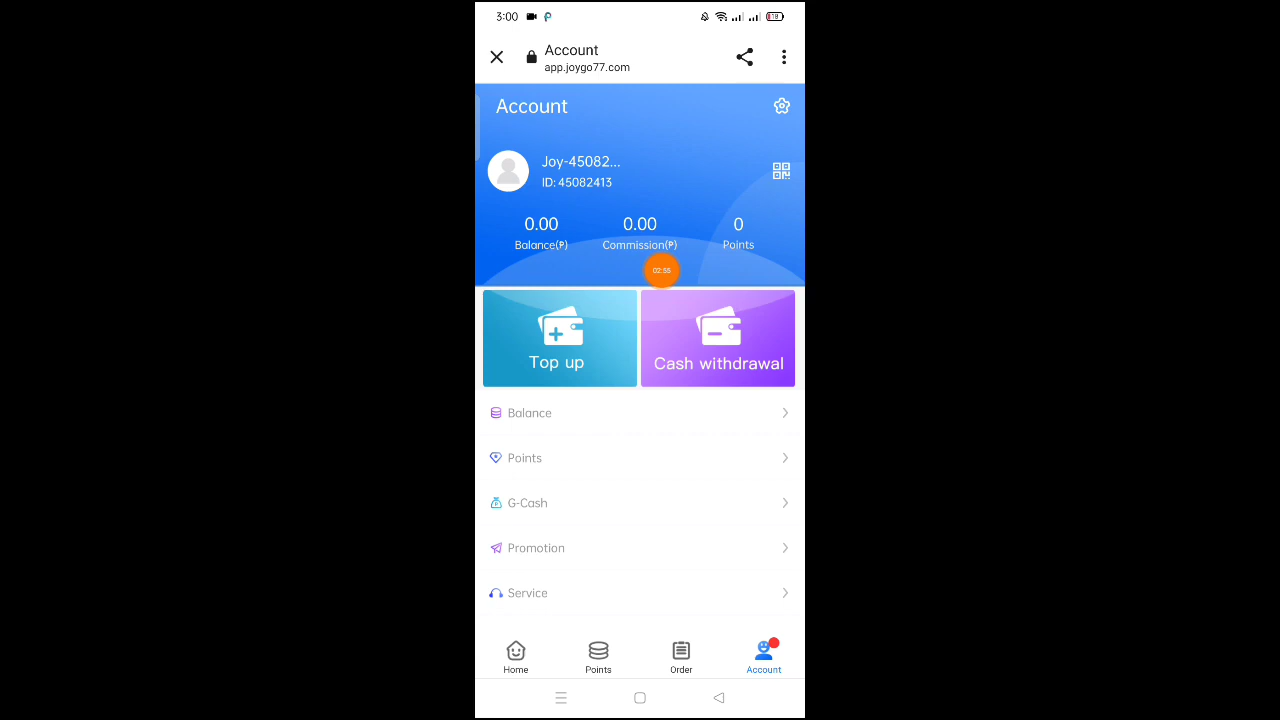 3:00
18
Account
app.joygo77.com
Account
Joy-45082...
ID: 45082413
0.00 0.00 0
Balance(₱) Commission(₱) Points
02:55
Top up Cash withdrawal
Balance
Points
G-Cash
Promotion
Service
Home Points Order Account